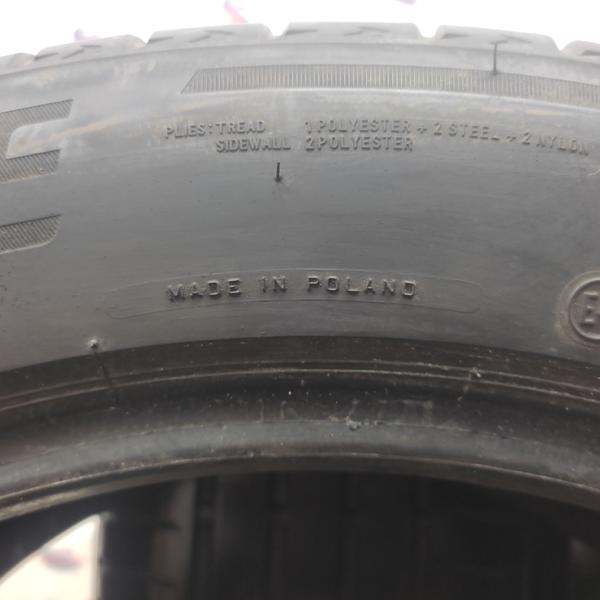 PLIES: TREAD 1 POLYESTER + 2 STEEL + 2 NYLON
SIDEWALL 2 POLYESTER
MADE IN POLAND
E